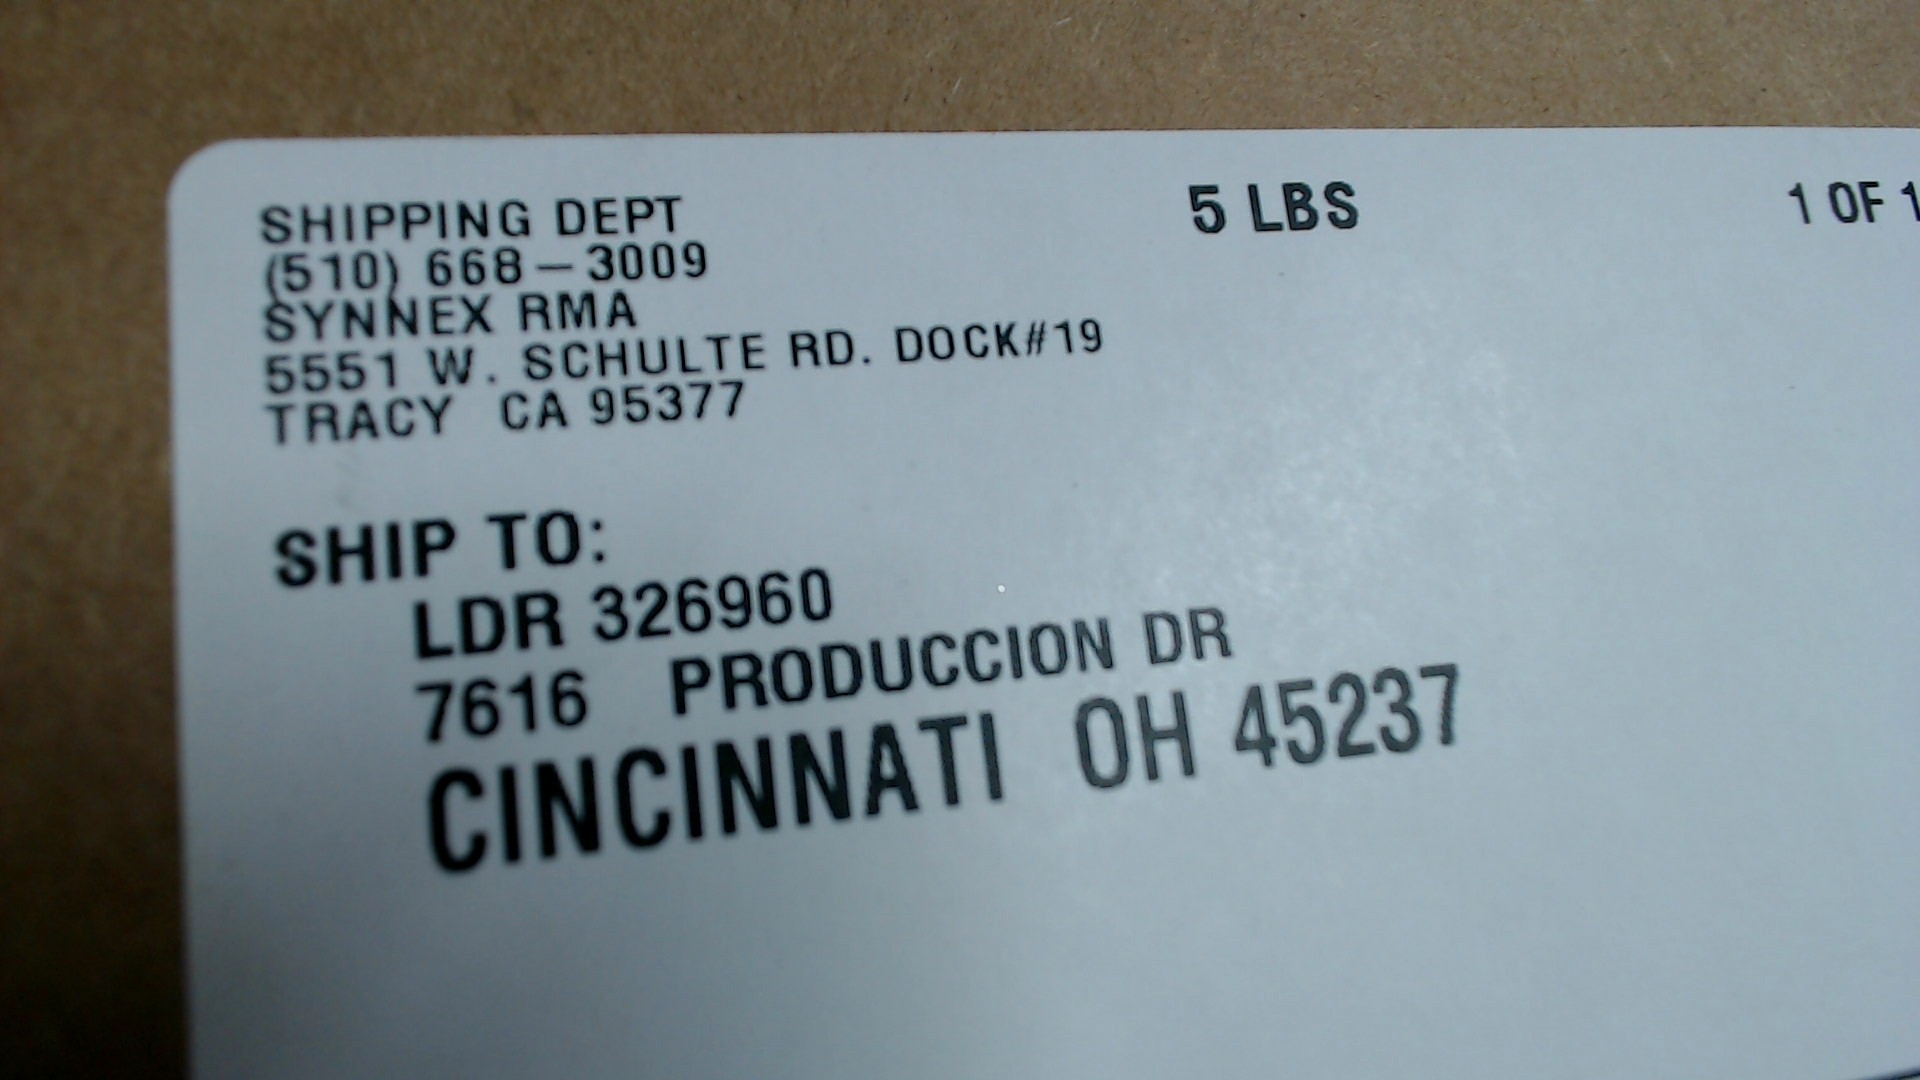 SHIPPING DEPT
5 LBS
1 OF 1
(510) 668-3009
SYNNEX RMA
5551 W. SCHULTE RD. DOCK#19
TRACY CA 95377
SHIP TO:
LDR 326960
7616 PRODUCCION DR
CINCINNATI OH 45237